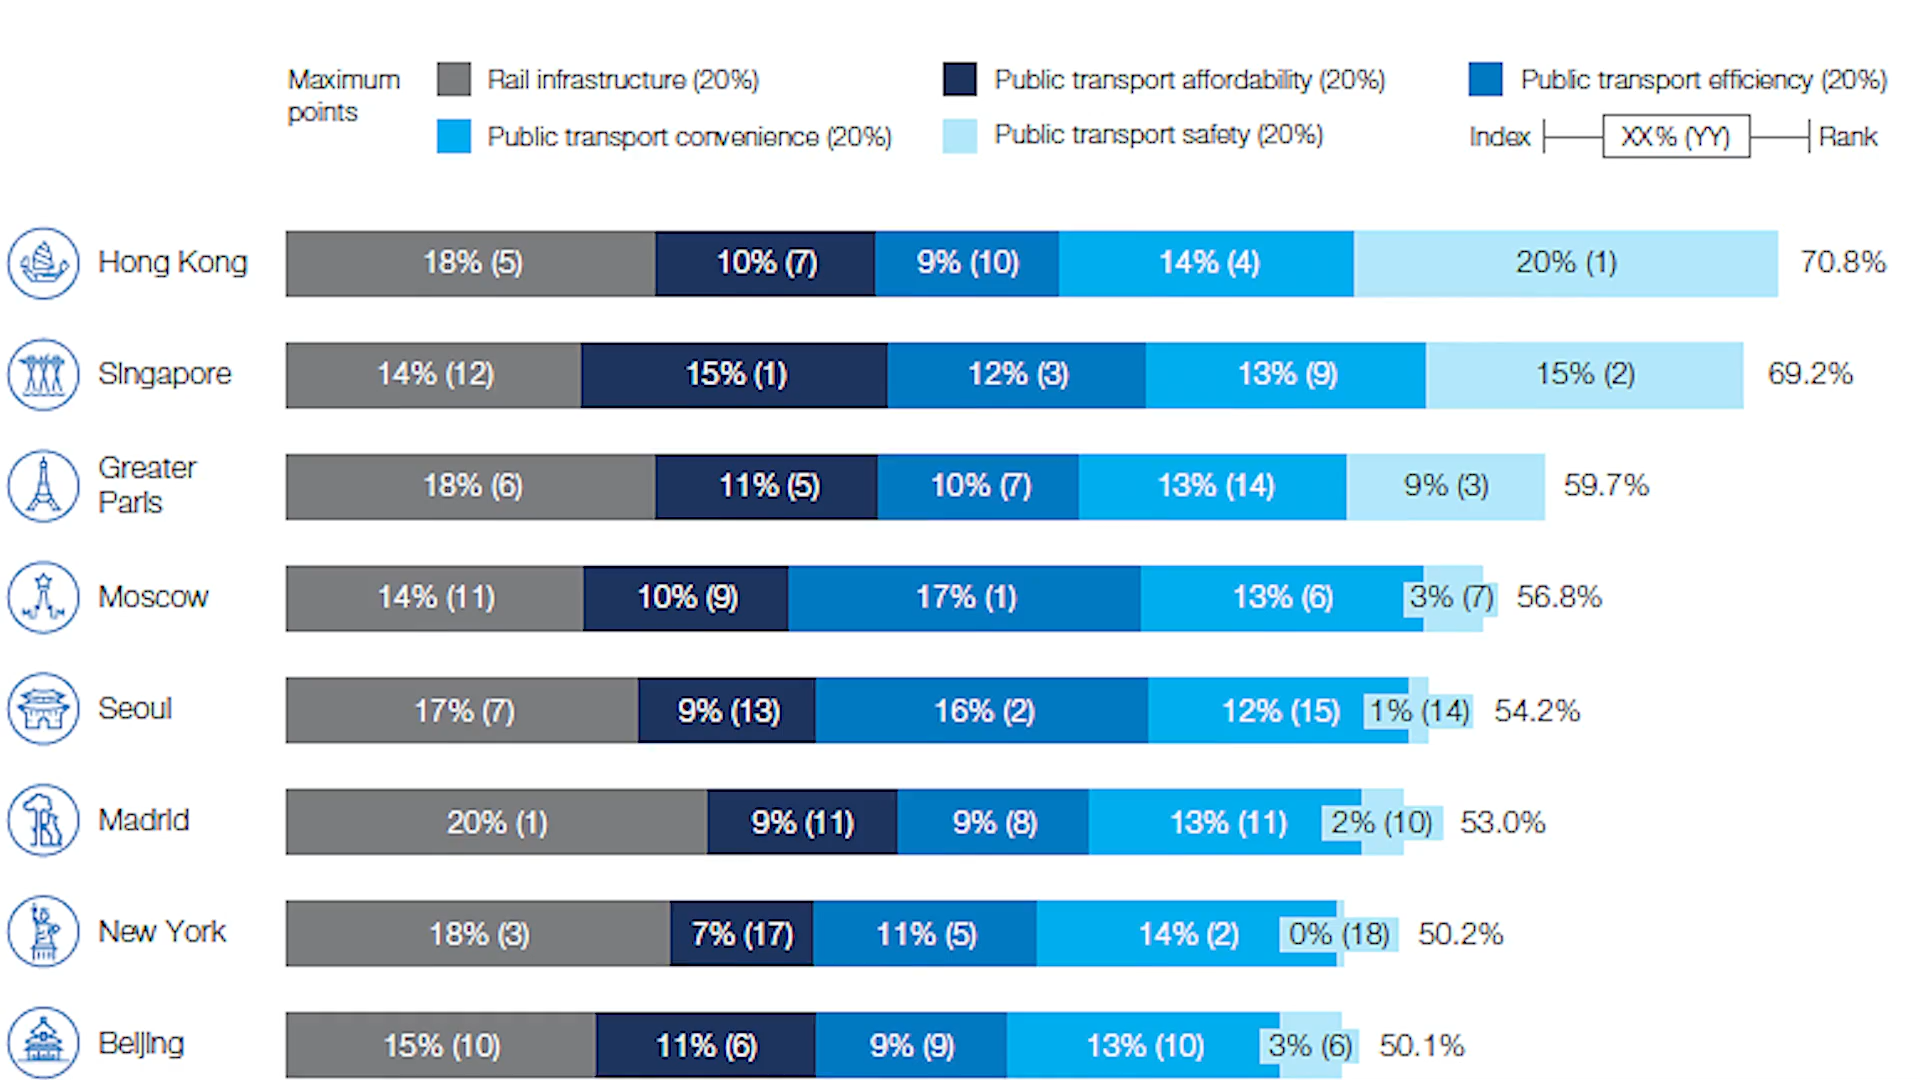 Maximum points
Rail infrastructure (20%)
Public transport affordability (20%)
Public transport efficiency (20%)
Public transport convenience (20%)
Public transport safety (20%)
Index XX% (YY) Rank
Hong Kong 18% (5) 10% (7) 9% (10) 14% (4) 20% (1) 70.8%
Singapore 14% (12) 15% (1) 12% (3) 13% (9) 15% (2) 69.2%
Greater Paris 18% (6) 11% (5) 10% (7) 13% (14) 9% (3) 59.7%
Moscow 14% (11) 10% (9) 17% (1) 13% (6) 3% (7) 56.8%
Seoul 17% (7) 9% (13) 16% (2) 12% (15) 1% (14) 54.2%
Madrid 20% (1) 9% (11) 9% (8) 13% (11) 2% (10) 53.0%
New York 18% (3) 7% (17) 11% (5) 14% (2) 0% (18) 50.2%
Beijing 15% (10) 11% (6) 9% (9) 13% (10) 3% (6) 50.1%